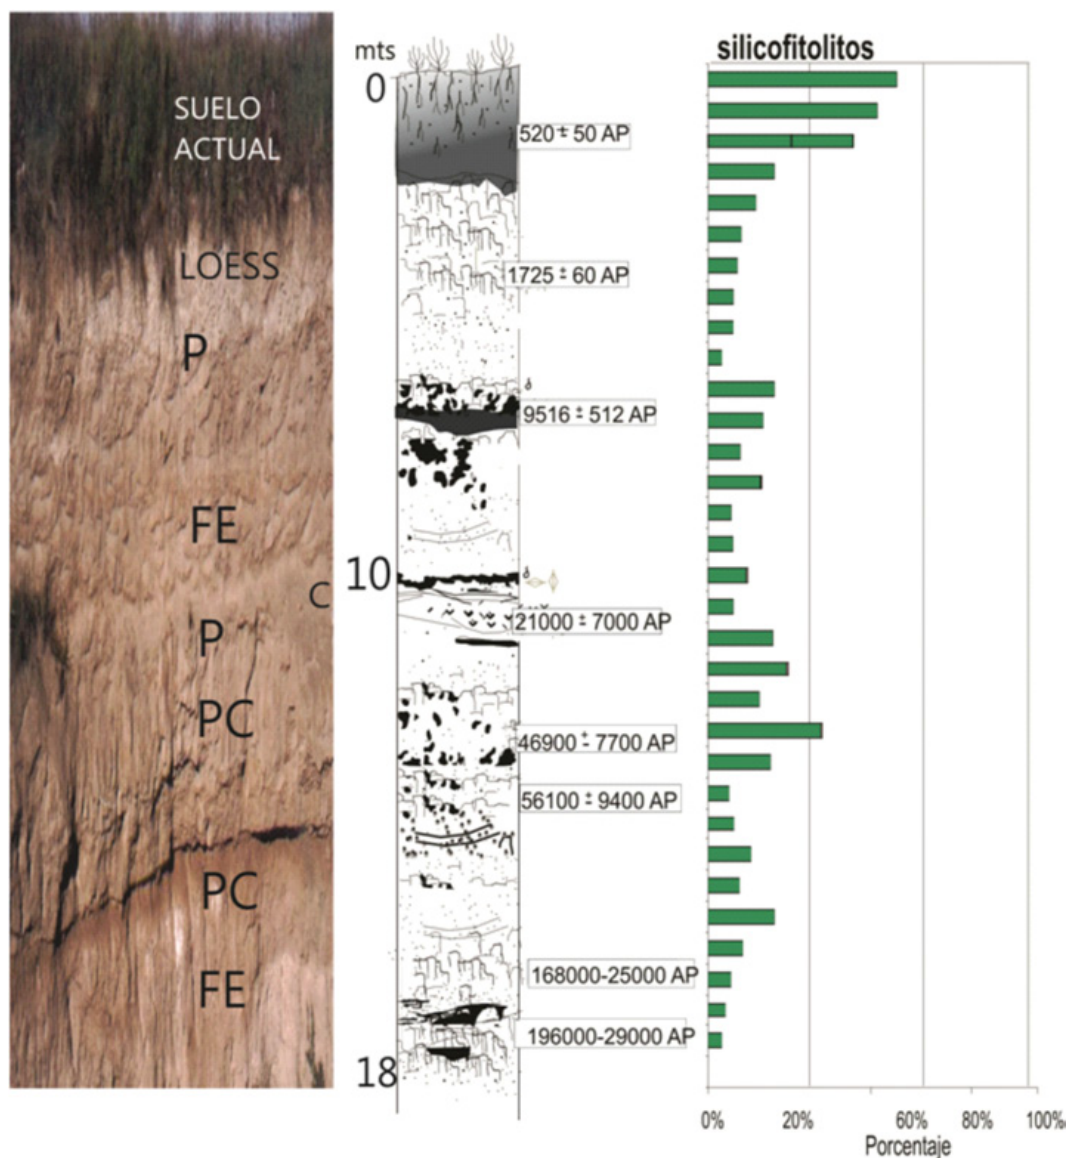 SUELO
ACTUAL
LOESS
P
FE
C
P
PC
PC
FE
mts
0
10
18
520 ± 50 AP
1725 ± 60 AP
9516 ± 512 AP
21000 ± 7000 AP
46900 ± 7700 AP
56100 ± 9400 AP
168000-25000 AP
196000-29000 AP
silicofitolitos
0% 20% 60% 100%
Porcentaje